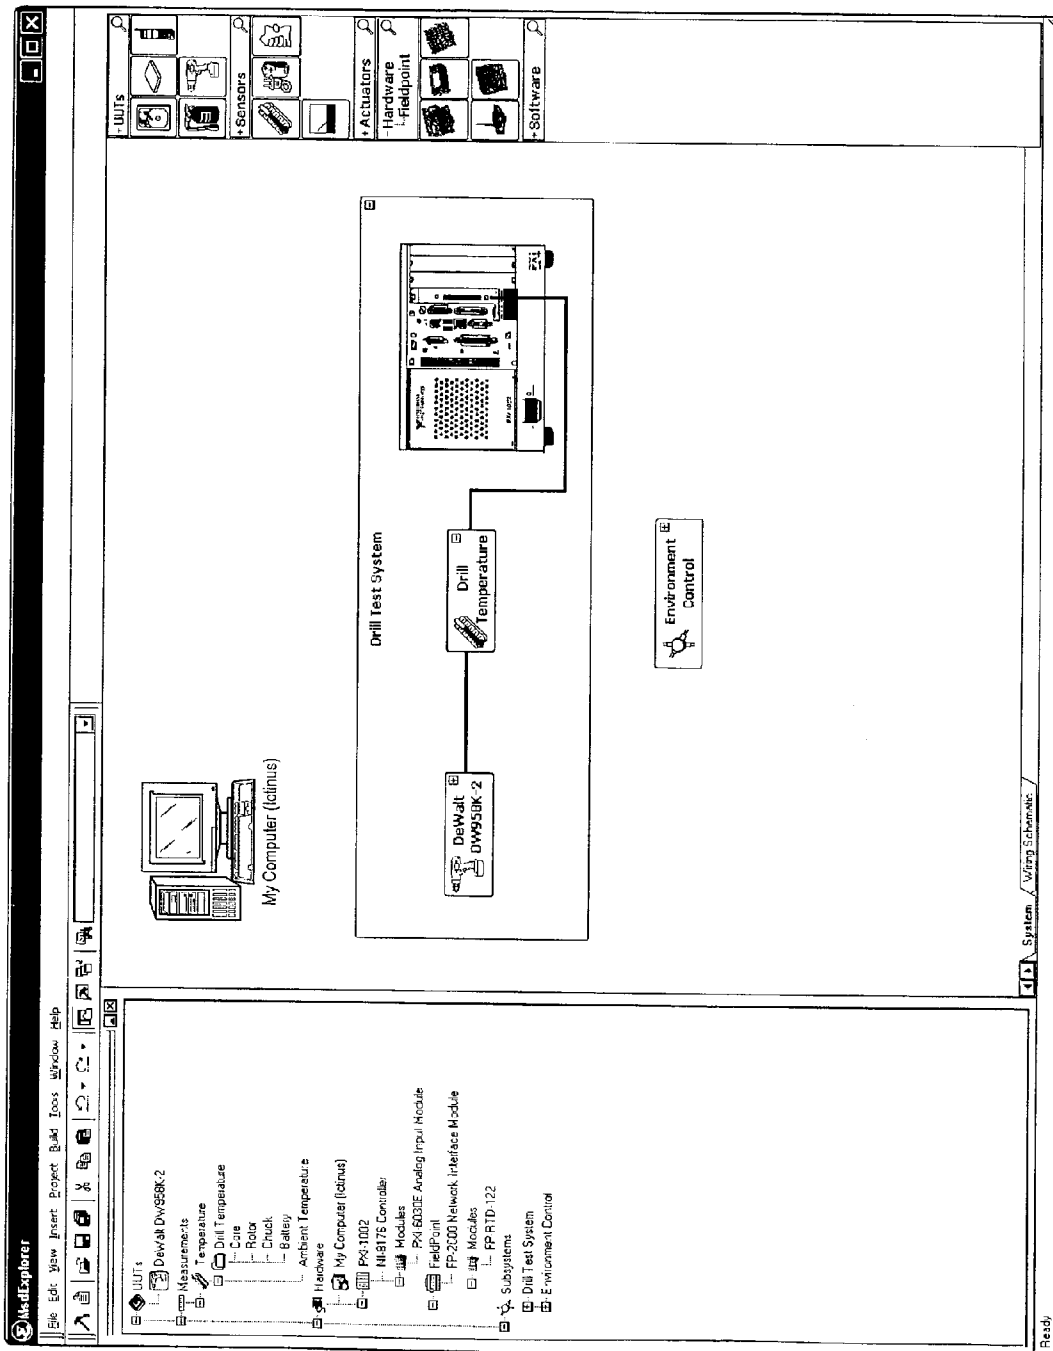 MsdExplorer
File Edit View Insert Project Build Tools Window Help
UUTs
DeWalt DW958K-2
Measurements
Temperature
Drill Temperature
Core
Rotor
Chuck
Battery
Ambient Temperature
Hardware
My Computer (Ictinus)
PXI-1002
NI-8176 Controller
Modules
PXI-6030E Analog Input Module
FieldPoint
FP-2000 Network Interface Module
Modules
FP-RTD-122
Subsystems
Drill Test System
Environment Control
My Computer (Ictinus)
Drill Test System
DeWalt
DW958K-2
Drill
Temperature
PXI
Environment
Control
System
Wiring Schematic
- UUTs
+ Sensors
+ Actuators
- Hardware
Fieldpoint
+ Software
Ready